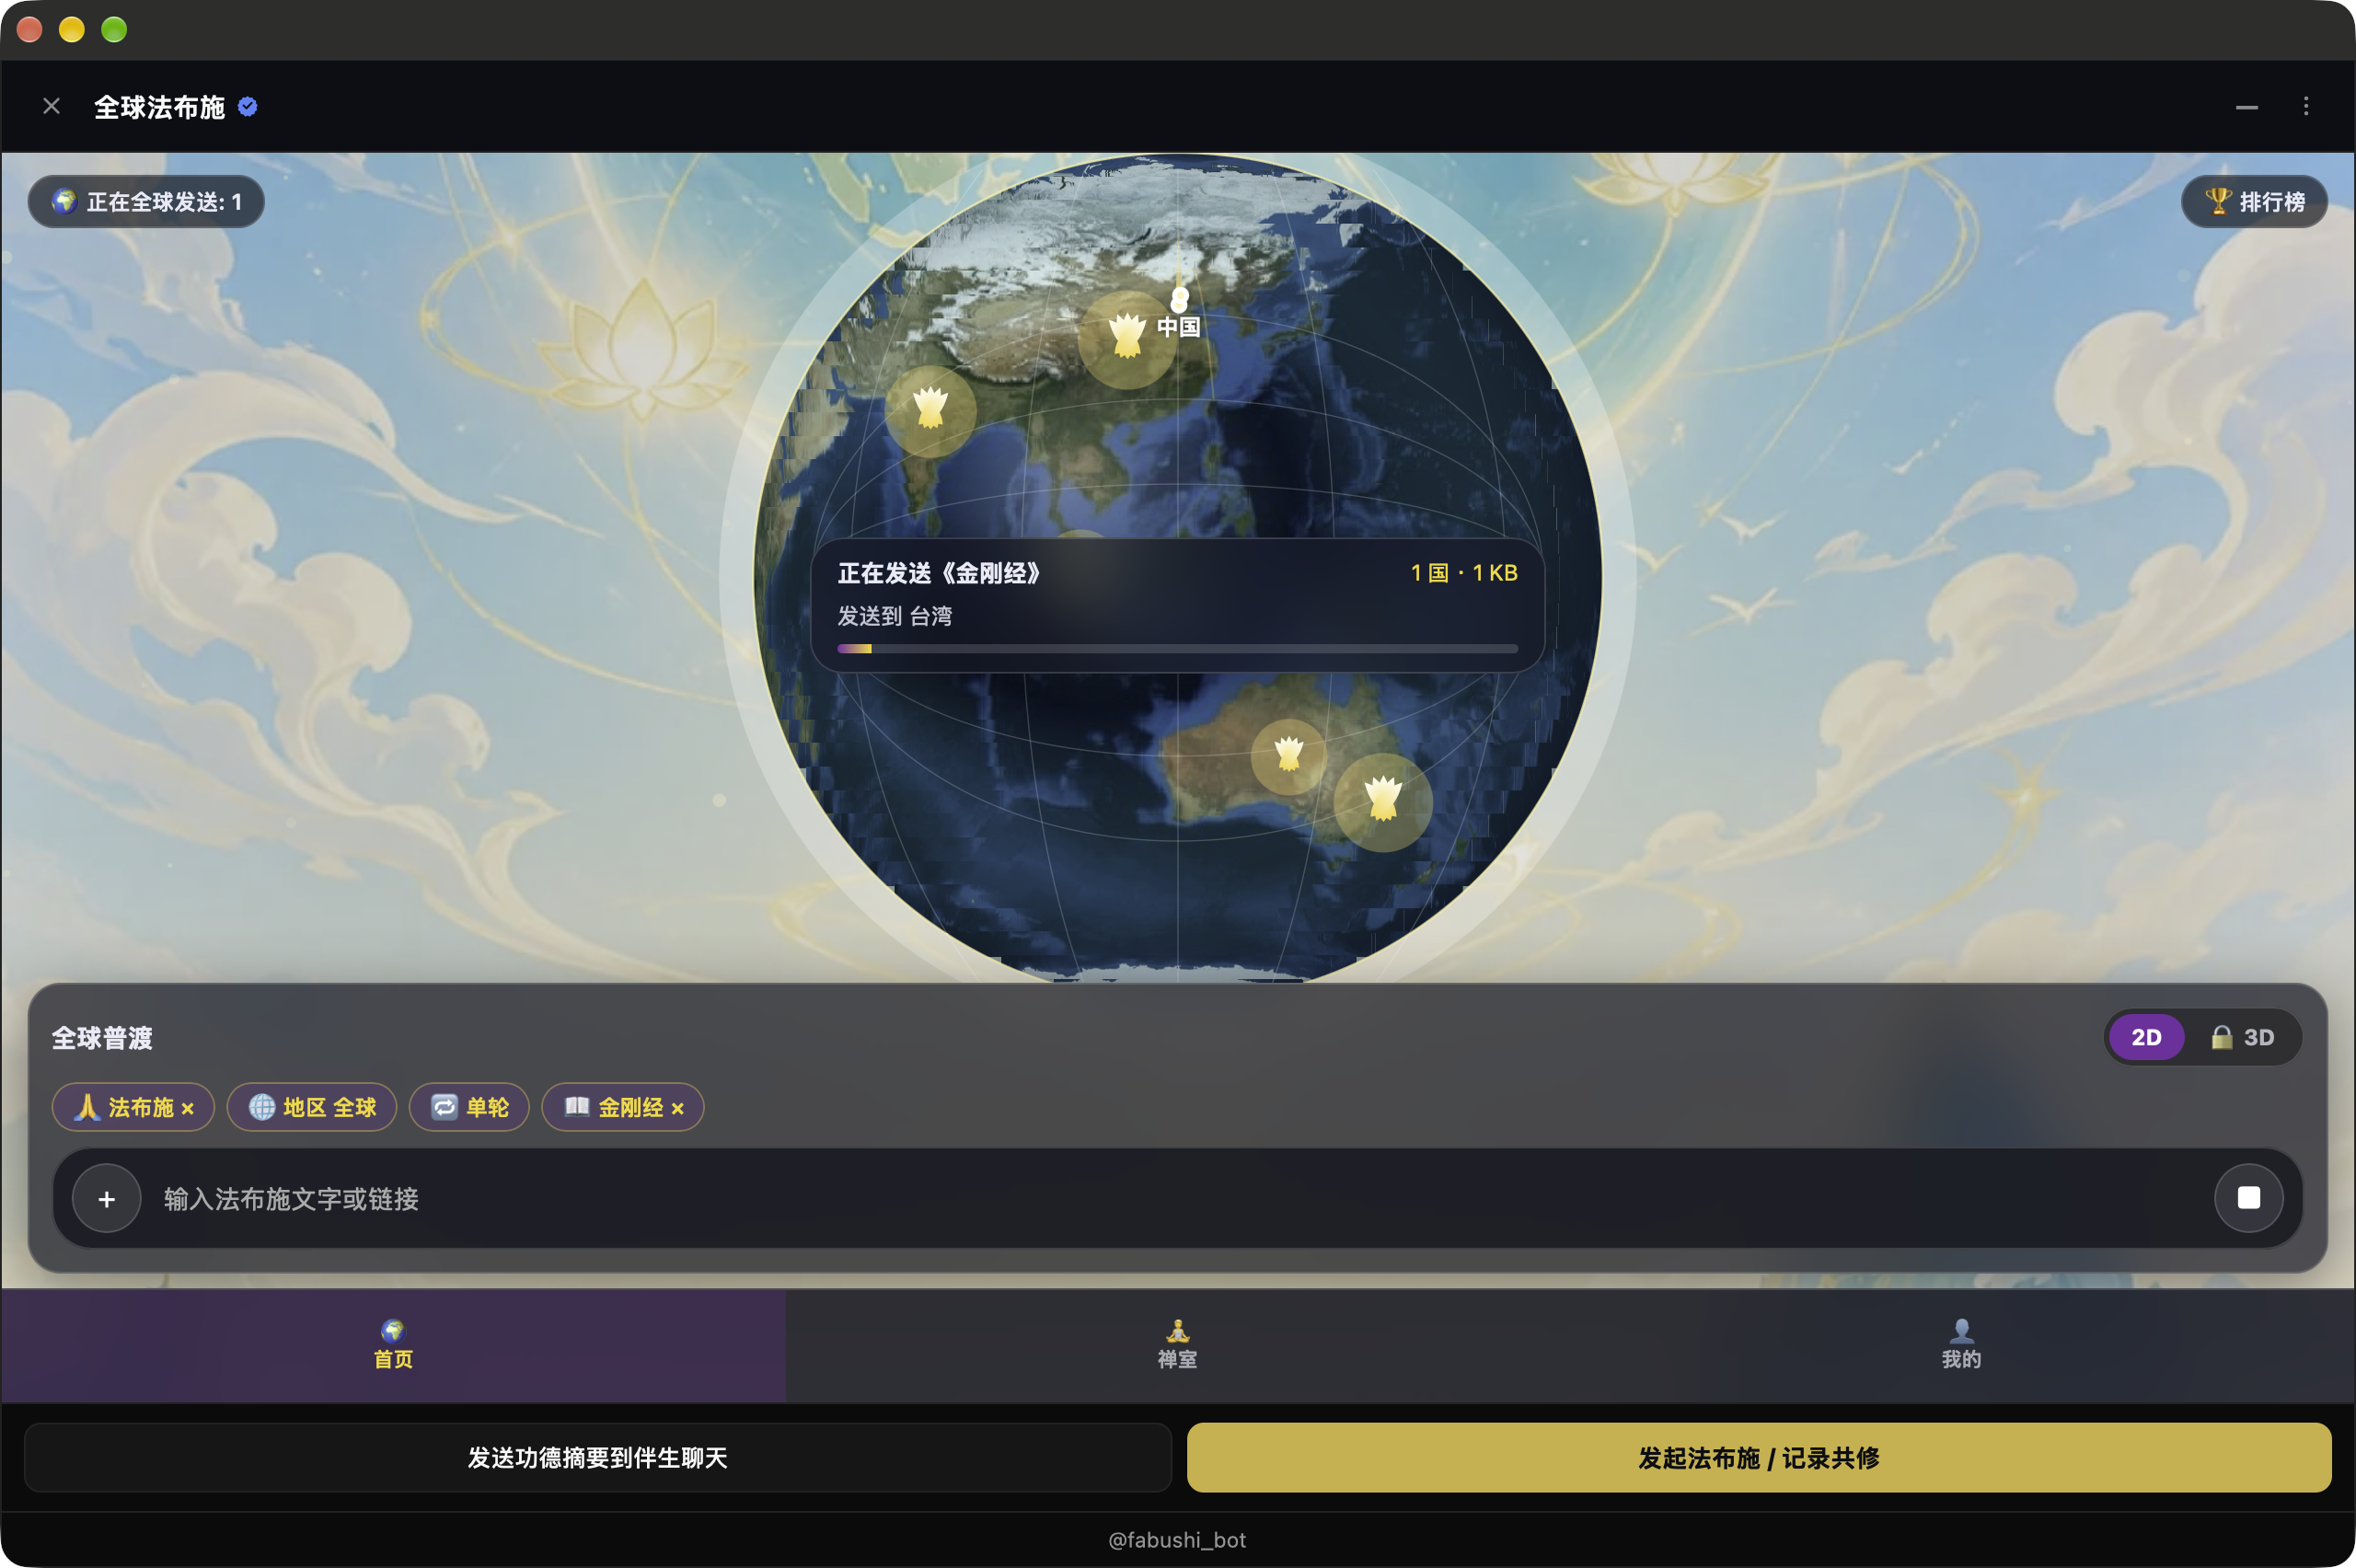 全球法布施
正在全球发送: 1
排行榜
中国
正在发送《金刚经》
1 国 · 1 KB
发送到 台湾
全球普渡
2D
3D
法布施 ×
地区 全球
单轮
金刚经 ×
+ 输入法布施文字或链接
首页
禅室
我的
发送功德摘要到伴生聊天
发起法布施 / 记录共修
@fabushi_bot